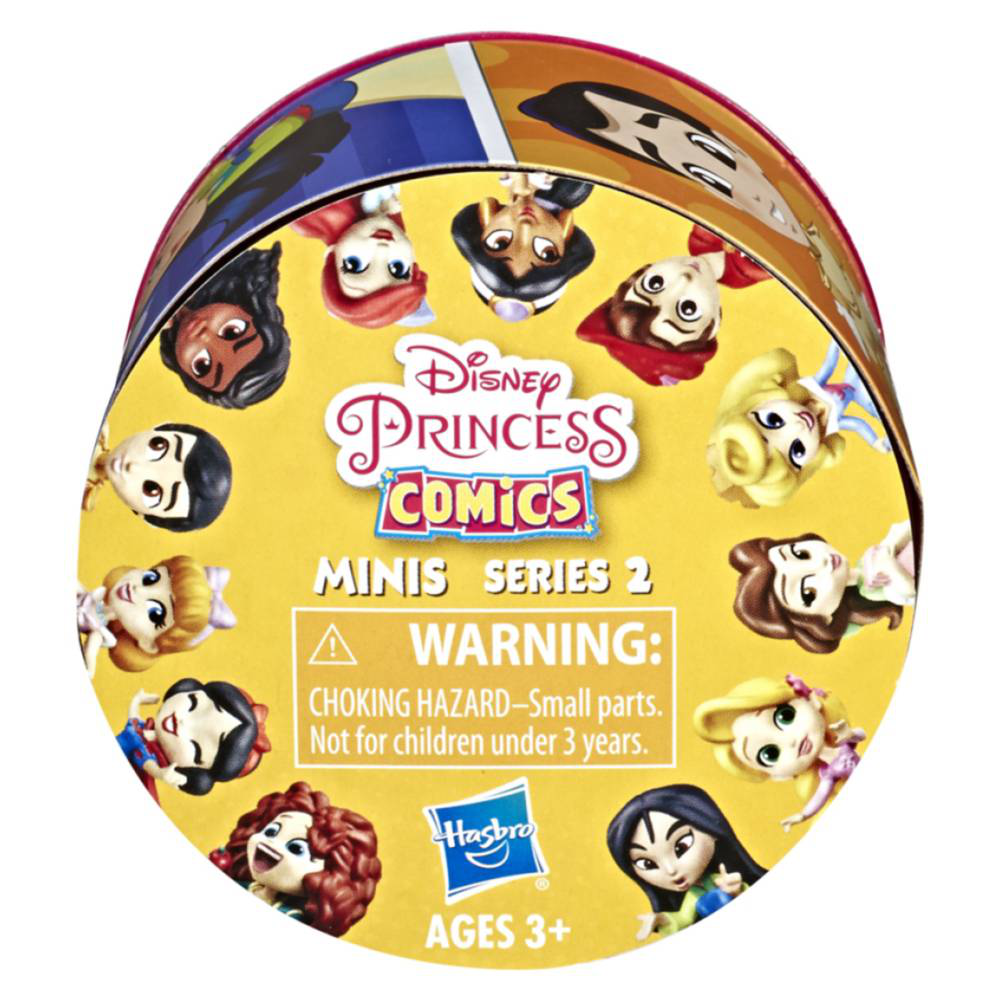 Disney
PRINCESS
COMiCS
MINIS SERIES 2
WARNING:
CHOKING HAZARD–Small parts.
Not for children under 3 years.
Hasbro
®
AGES 3+